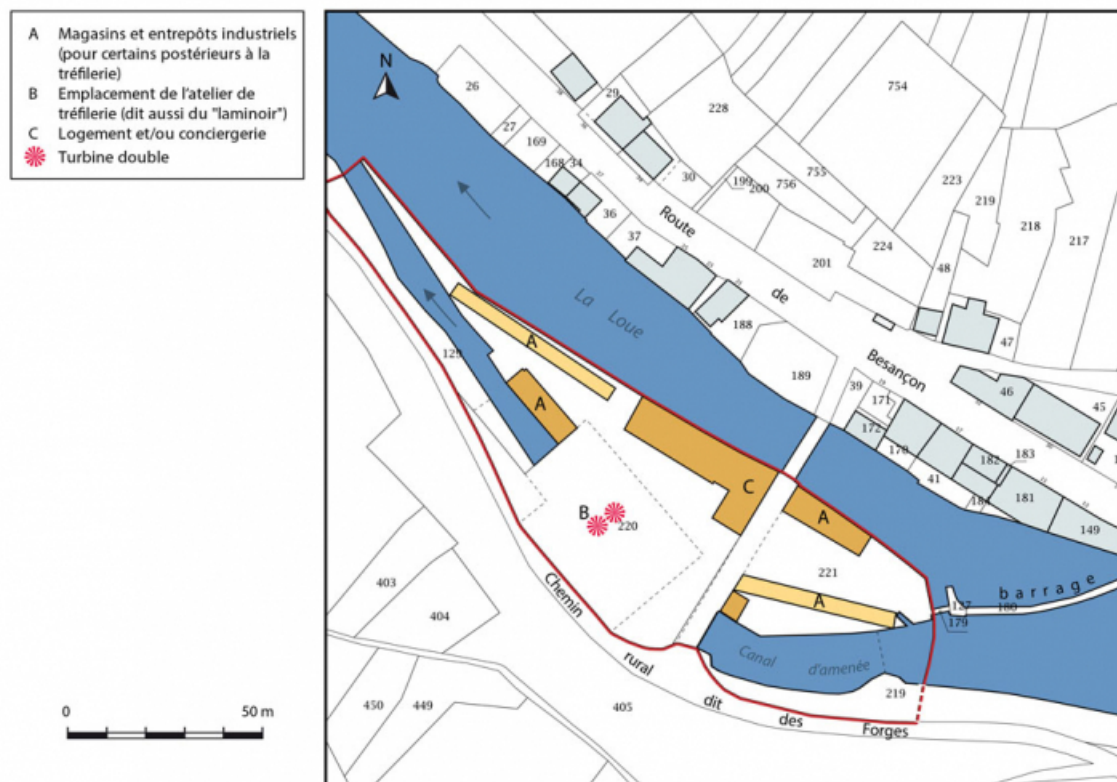 A Magasins et entrepôts industriels
(pour certains postérieurs à la
tréfilerie)
B Emplacement de l'atelier de
tréfilerie (dit aussi du "laminoir")
C Logement et/ou conciergerie
Turbine double
0 50 m
N
26
27
169
168
34
36
37
29
30
228
199
200
756
755
754
201
224
223
219
218
217
48
47
188
189
Route
de
Besançon
La Loue
39
171
172
170
41
184
182
183
181
149
46
45
129
A
A
B
220
C
A
221
A
barrage
127
180
179
Canal
d'amenée
219
Chemin
rural
dit
des
Forges
403
404
405
450
449